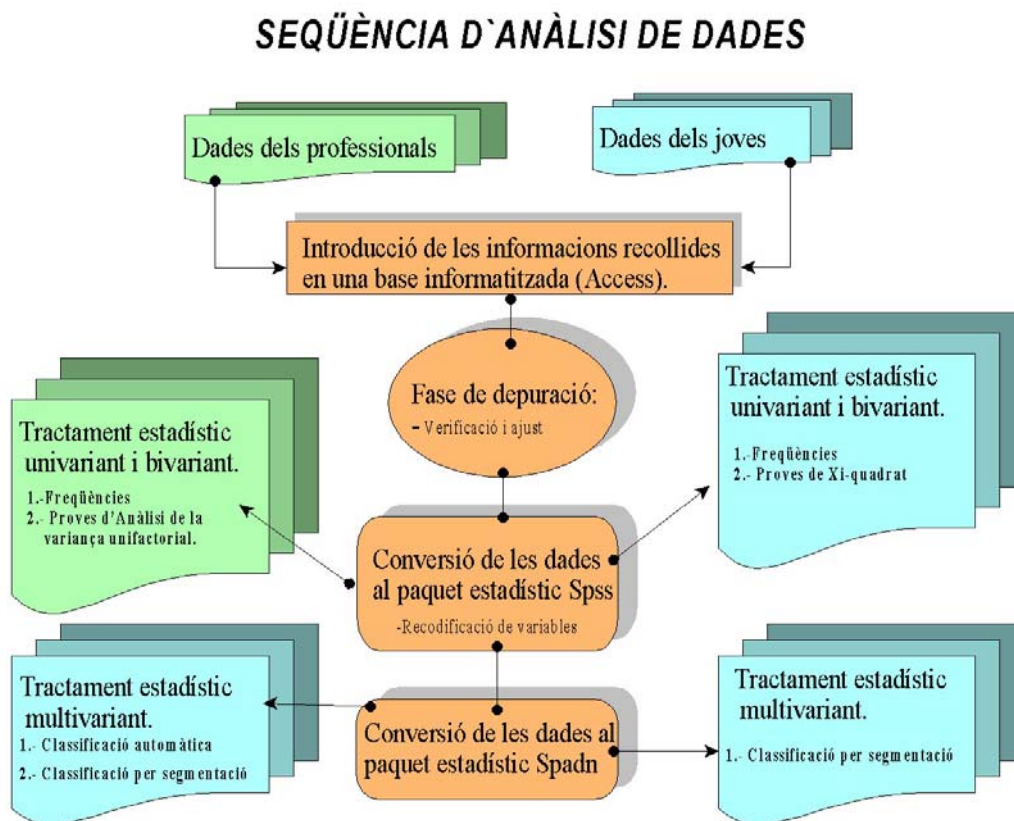 SEQÜÈNCIA D`ANÀLISI DE DADES
Dades dels professionals
Dades dels joves
Introducció de les informacions recollides
en una base informatitzada (Access).
Fase de depuració:
– Verificació i ajust
Tractament estadístic
univariant i bivariant.
1.-Freqüències
2.- Proves d’Anàlisi de la
variança unifactorial.
Tractament estadístic
univariant i bivariant.
1.-Freqüències
2.- Proves de Xi-quadrat
Conversió de les dades
al paquet estadístic Spss
-Recodificació de variables
Tractament estadístic
multivariant.
1.- Classificació automàtica
2.- Classificació per segmentació
Conversió de les dades al
paquet estadístic Spadn
Tractament estadístic
multivariant.
1.- Classificació per segmentació